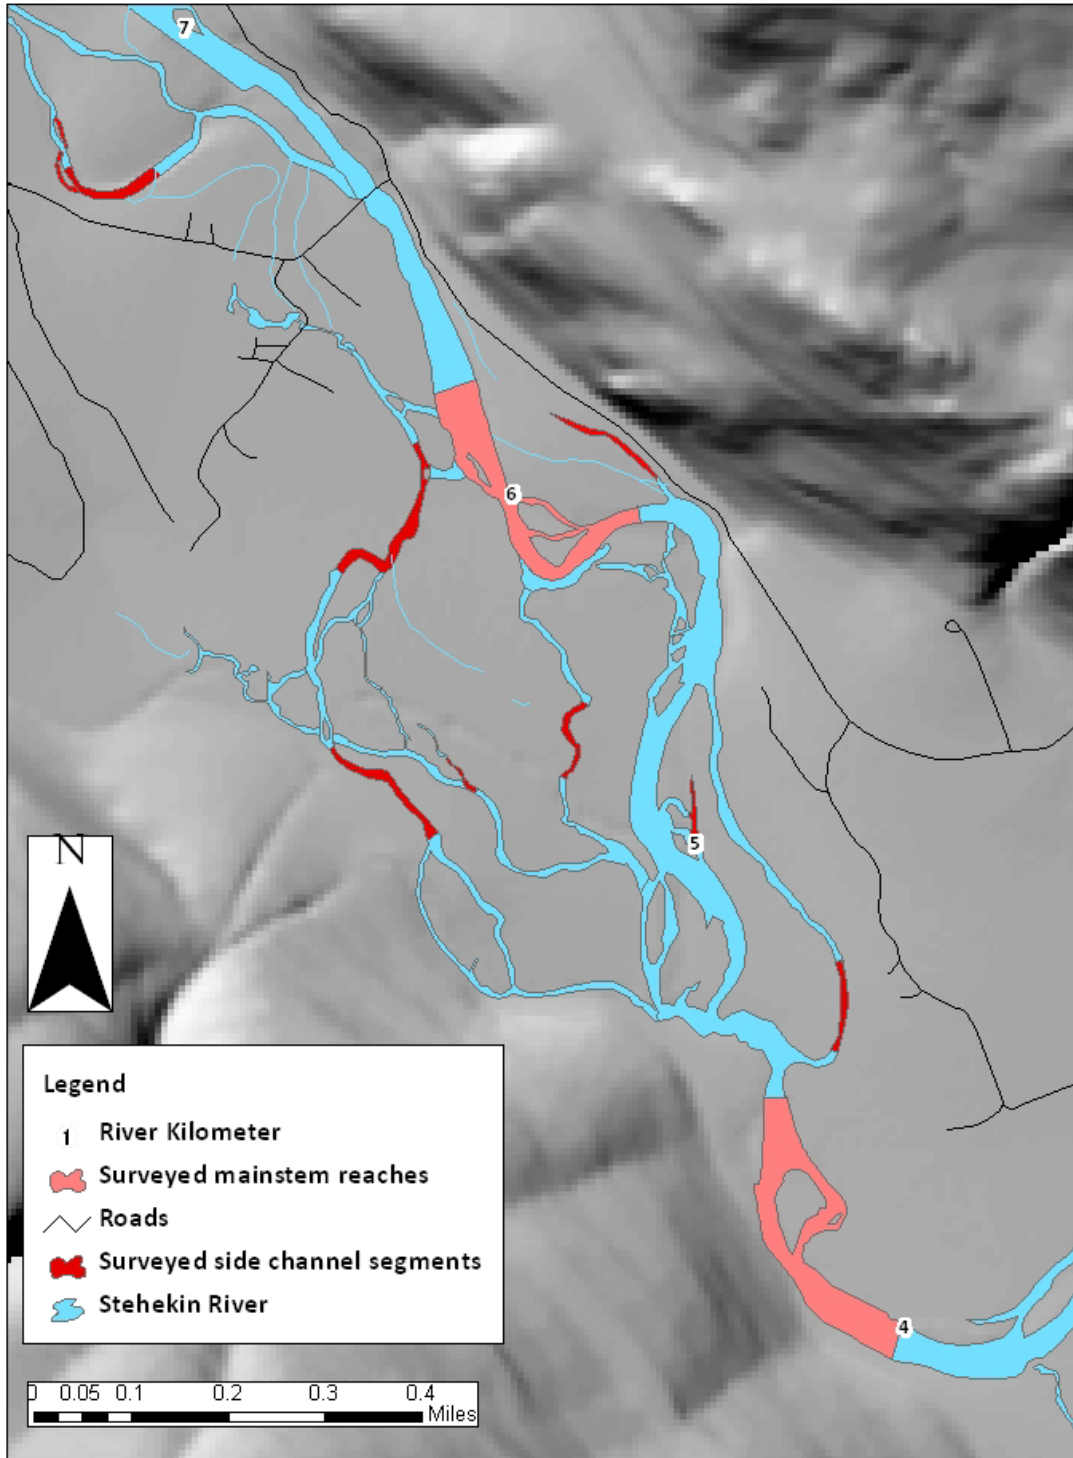 7
6
5
N
Legend
1 River Kilometer
Surveyed mainstem reaches
Roads
Surveyed side channel segments
Stehekin River
4
0 0.05 0.1 0.2 0.3 0.4
Miles